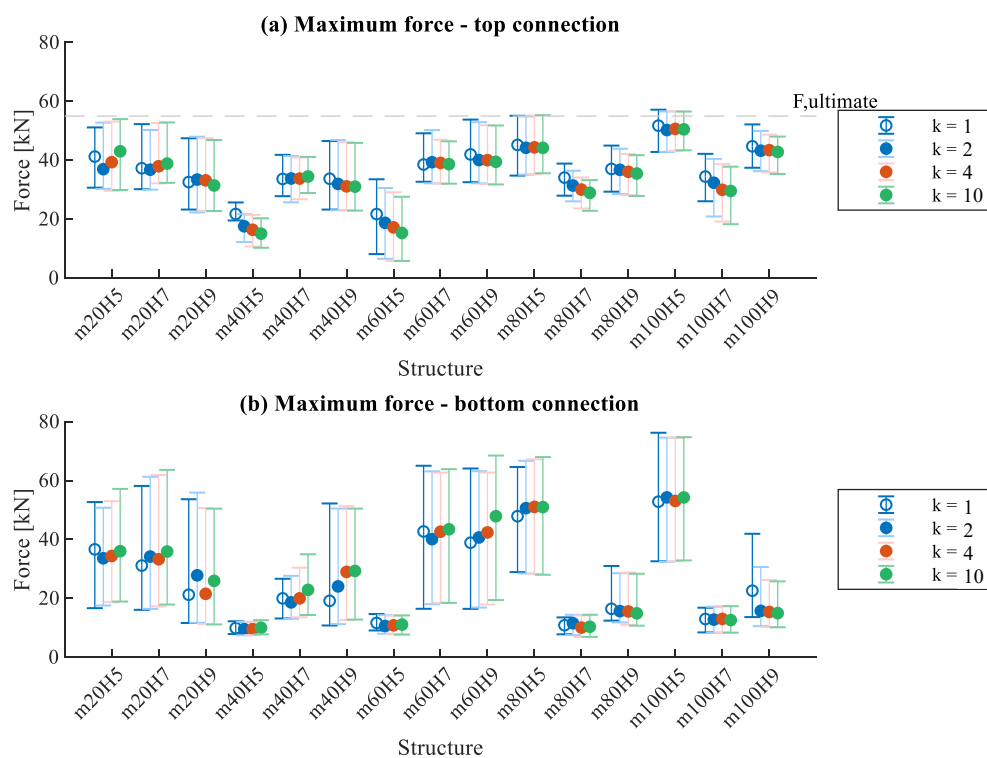 (a) Maximum force - top connection
80
60
40
20
0
Force [kN]
F,ultimate
k = 1
k = 2
k = 4
k = 10
m20H5
m20H7
m20H9
m40H5
m40H7
m40H9
m60H5
m60H7
m60H9
m80H5
m80H7
m80H9
m100H5
m100H7
m100H9
Structure
(b) Maximum force - bottom connection
80
60
40
20
0
Force [kN]
k = 1
k = 2
k = 4
k = 10
m20H5
m20H7
m20H9
m40H5
m40H7
m40H9
m60H5
m60H7
m60H9
m80H5
m80H7
m80H9
m100H5
m100H7
m100H9
Structure